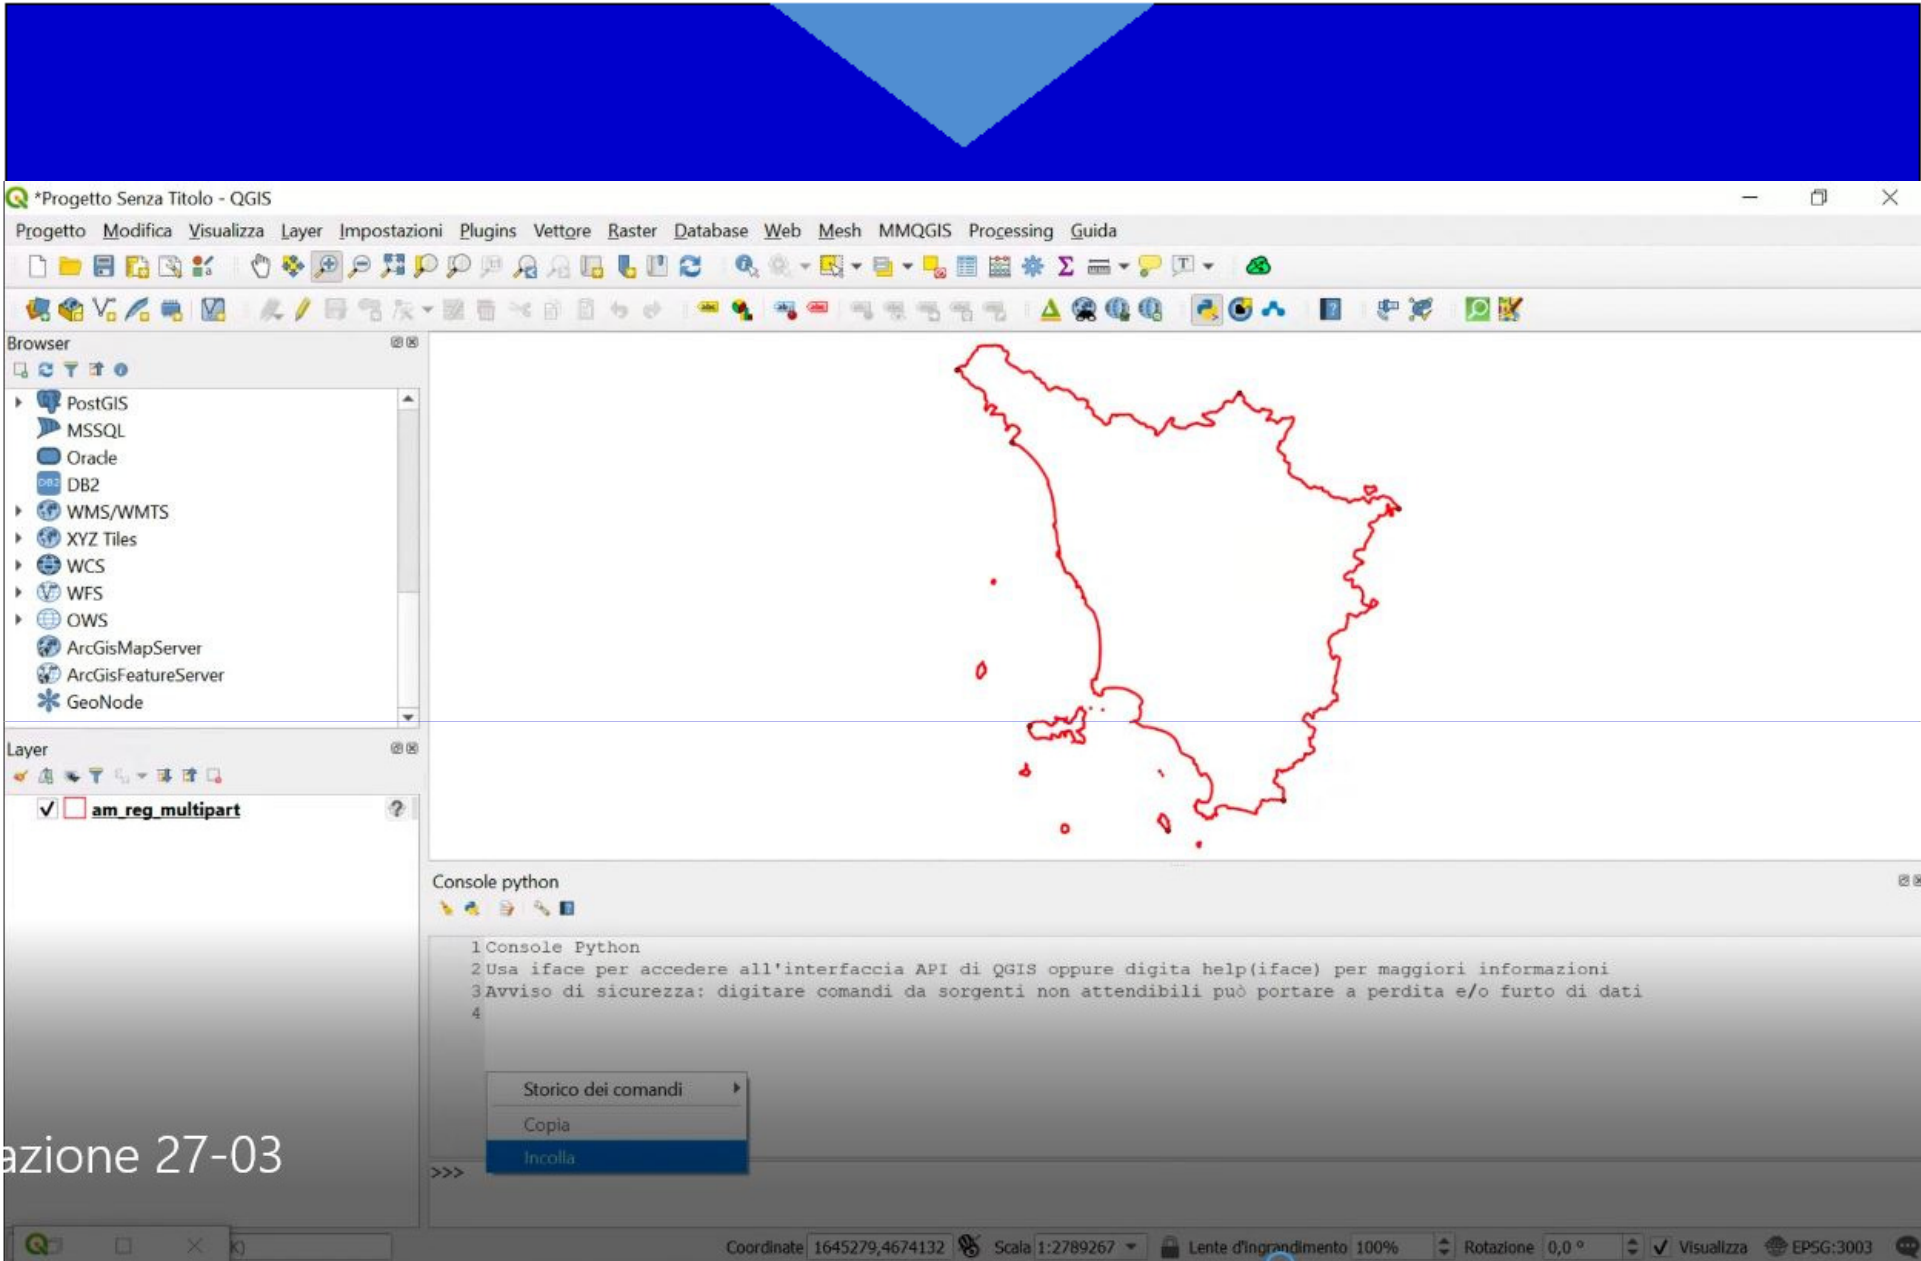 *Progetto Senza Titolo - QGIS
Progetto Modifica Visualizza Layer Impostazioni Plugins Vettore Raster Database Web Mesh MMQGIS Processing Guida
Browser
PostGIS
MSSQL
Oracle
DB2
WMS/WMTS
XYZ Tiles
WCS
WFS
OWS
ArcGisMapServer
ArcGisFeatureServer
GeoNode
Layer
am_reg_multipart
Console python
1 Console Python
2 Usa iface per accedere all'interfaccia API di QGIS oppure digita help(iface) per maggiori informazioni
3 Avviso di sicurezza: digitare comandi da sorgenti non attendibili può portare a perdita e/o furto di dati
4
Storico dei comandi
Copia
Incolla
>>>
azione 27-03
K)
Coordinate 1645279,4674132 Scala 1:2789267 Lente d'ingrandimento 100% Rotazione 0,0 ° Visualizza EPSG:3003